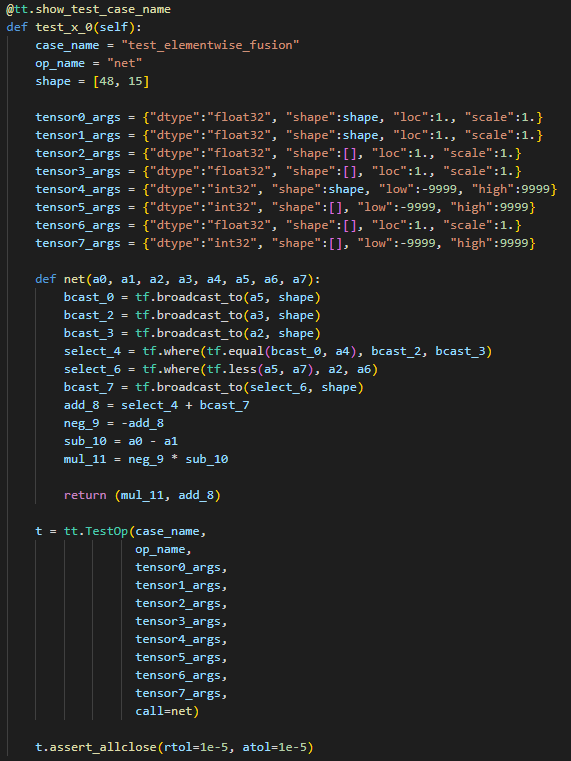 @tt.show_test_case_name
def test_x_0(self):
    case_name = "test_elementwise_fusion"
    op_name = "net"
    shape = [48, 15]

    tensor0_args = {"dtype":"float32", "shape":shape, "loc":1., "scale":1.}
    tensor1_args = {"dtype":"float32", "shape":shape, "loc":1., "scale":1.}
    tensor2_args = {"dtype":"float32", "shape":[], "loc":1., "scale":1.}
    tensor3_args = {"dtype":"float32", "shape":[], "loc":1., "scale":1.}
    tensor4_args = {"dtype":"int32", "shape":shape, "low":-9999, "high":9999}
    tensor5_args = {"dtype":"int32", "shape":[], "low":-9999, "high":9999}
    tensor6_args = {"dtype":"float32", "shape":[], "loc":1., "scale":1.}
    tensor7_args = {"dtype":"int32", "shape":[], "low":-9999, "high":9999}

    def net(a0, a1, a2, a3, a4, a5, a6, a7):
        bcast_0 = tf.broadcast_to(a5, shape)
        bcast_2 = tf.broadcast_to(a3, shape)
        bcast_3 = tf.broadcast_to(a2, shape)
        select_4 = tf.where(tf.equal(bcast_0, a4), bcast_2, bcast_3)
        select_6 = tf.where(tf.less(a5, a7), a2, a6)
        bcast_7 = tf.broadcast_to(select_6, shape)
        add_8 = select_4 + bcast_7
        neg_9 = -add_8
        sub_10 = a0 - a1
        mul_11 = neg_9 * sub_10

        return (mul_11, add_8)

    t = tt.TestOp(case_name,
                  op_name,
                  tensor0_args,
                  tensor1_args,
                  tensor2_args,
                  tensor3_args,
                  tensor4_args,
                  tensor5_args,
                  tensor6_args,
                  tensor7_args,
                  call=net)

    t.assert_allclose(rtol=1e-5, atol=1e-5)